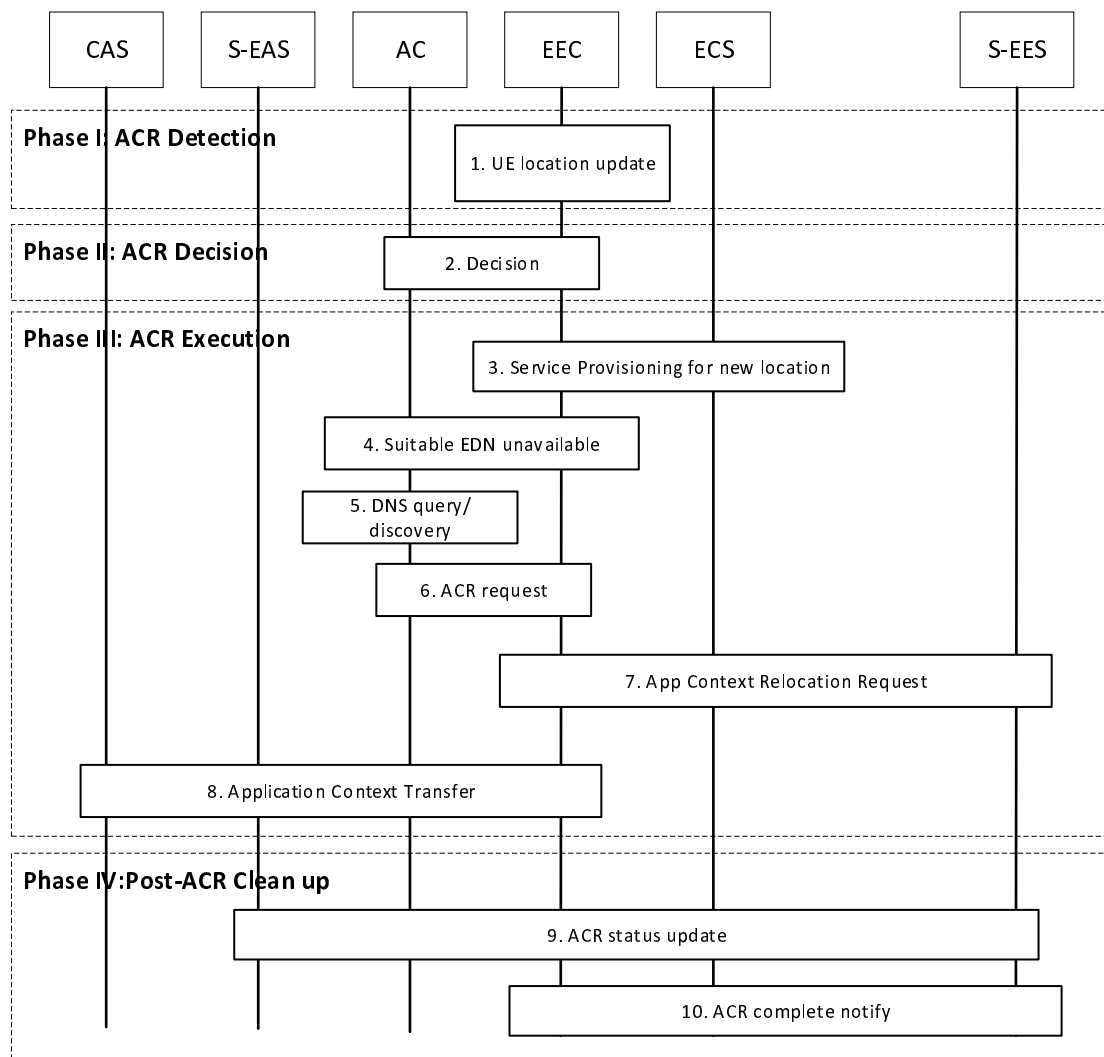 CAS
S-EAS
AC
EEC
ECS
S-EES
Phase I: ACR Detection
1. UE location update
Phase II: ACR Decision
2. Decision
Phase III: ACR Execution
3. Service Provisioning for new location
4. Suitable EDN unavailable
5. DNS query/
discovery
6. ACR request
7. App Context Relocation Request
8. Application Context Transfer
Phase IV:Post-ACR Clean up
9. ACR status update
10. ACR complete notify